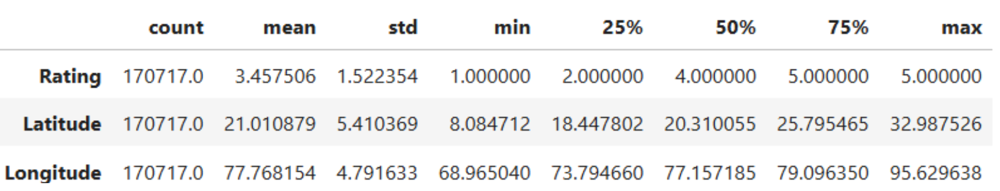 count mean std min 25% 50% 75% max
Rating 170717.0 3.457506 1.522354 1.000000 2.000000 4.000000 5.000000 5.000000
Latitude 170717.0 21.010879 5.410369 8.084712 18.447802 20.310055 25.795465 32.987526
Longitude 170717.0 77.768154 4.791633 68.965040 73.794660 77.157185 79.096350 95.629638